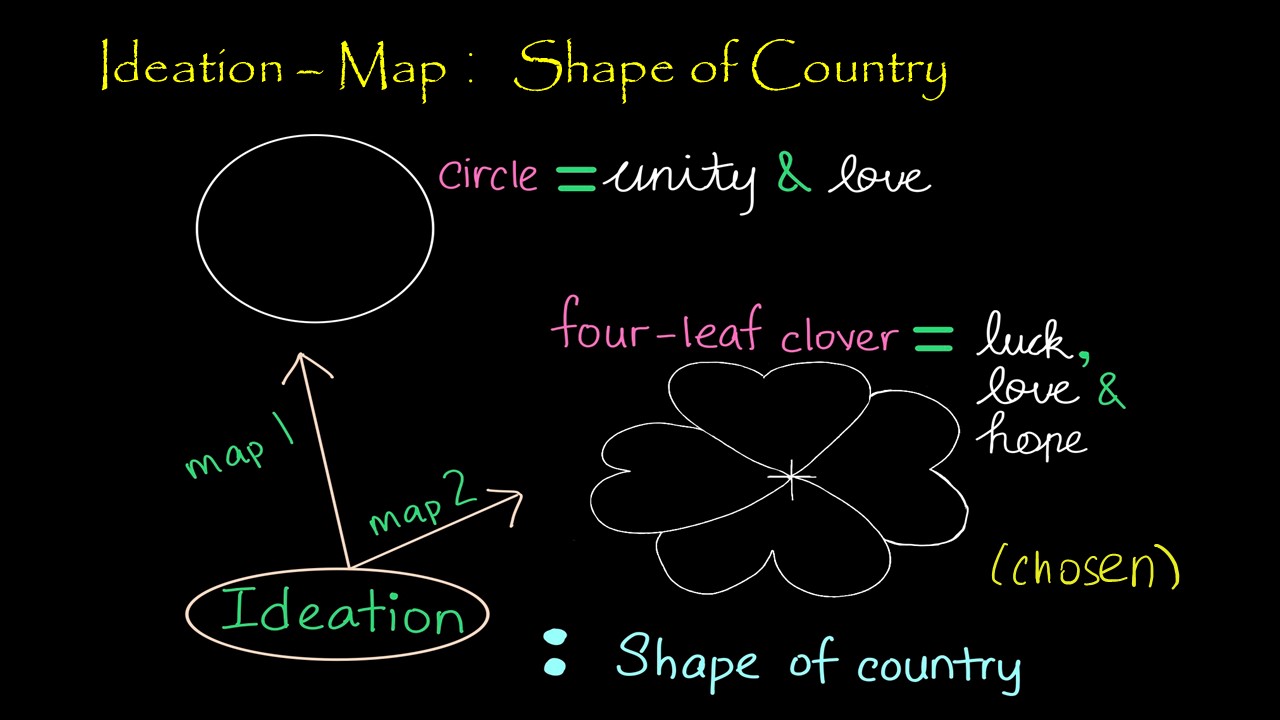 Ideation – Map : Shape of Country
circle = unity & love
four-leaf clover = luck,
love &
hope
map 1
map 2
(chosen)
Ideation
: Shape of country